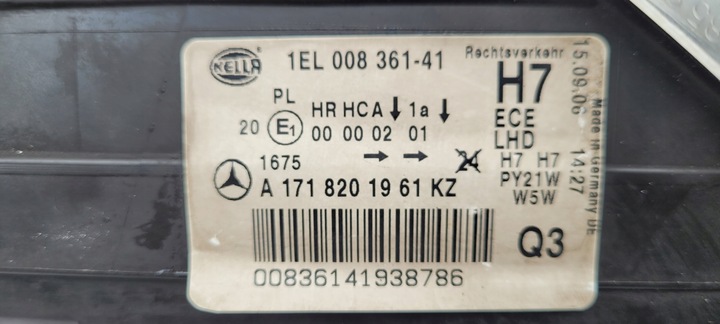 HELLA
1EL 008 361-41
Rechtsverkehr
H7
PL
HR HCA ↓ 1a ↓
ECE
20 E1 00 00 02 01
LHD
1675 → → 24
H7 H7
A 171 820 19 61 KZ
PY21W
W5W
Q3
00836141938786
15.09.06 14:27
Made in Germany DE